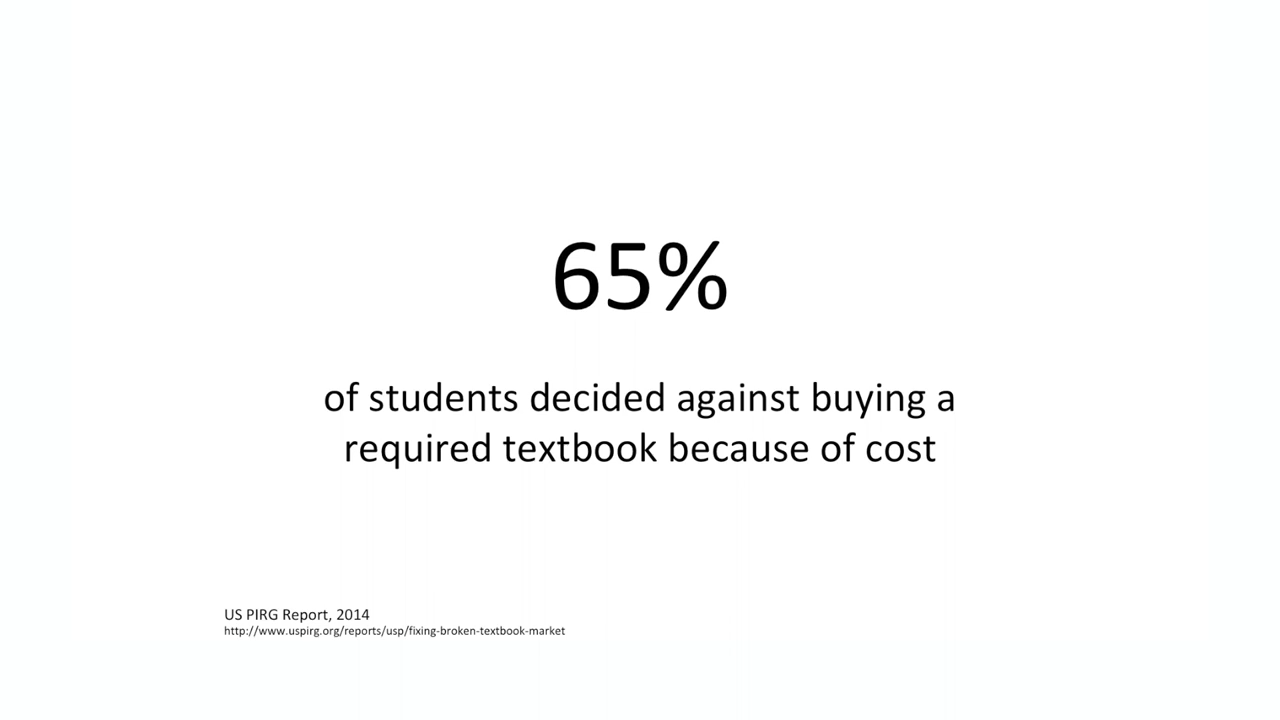 65%
of students decided against buying a
required textbook because of cost
US PIRG Report, 2014
http://www.uspirg.org/reports/usp/fixing-broken-textbook-market